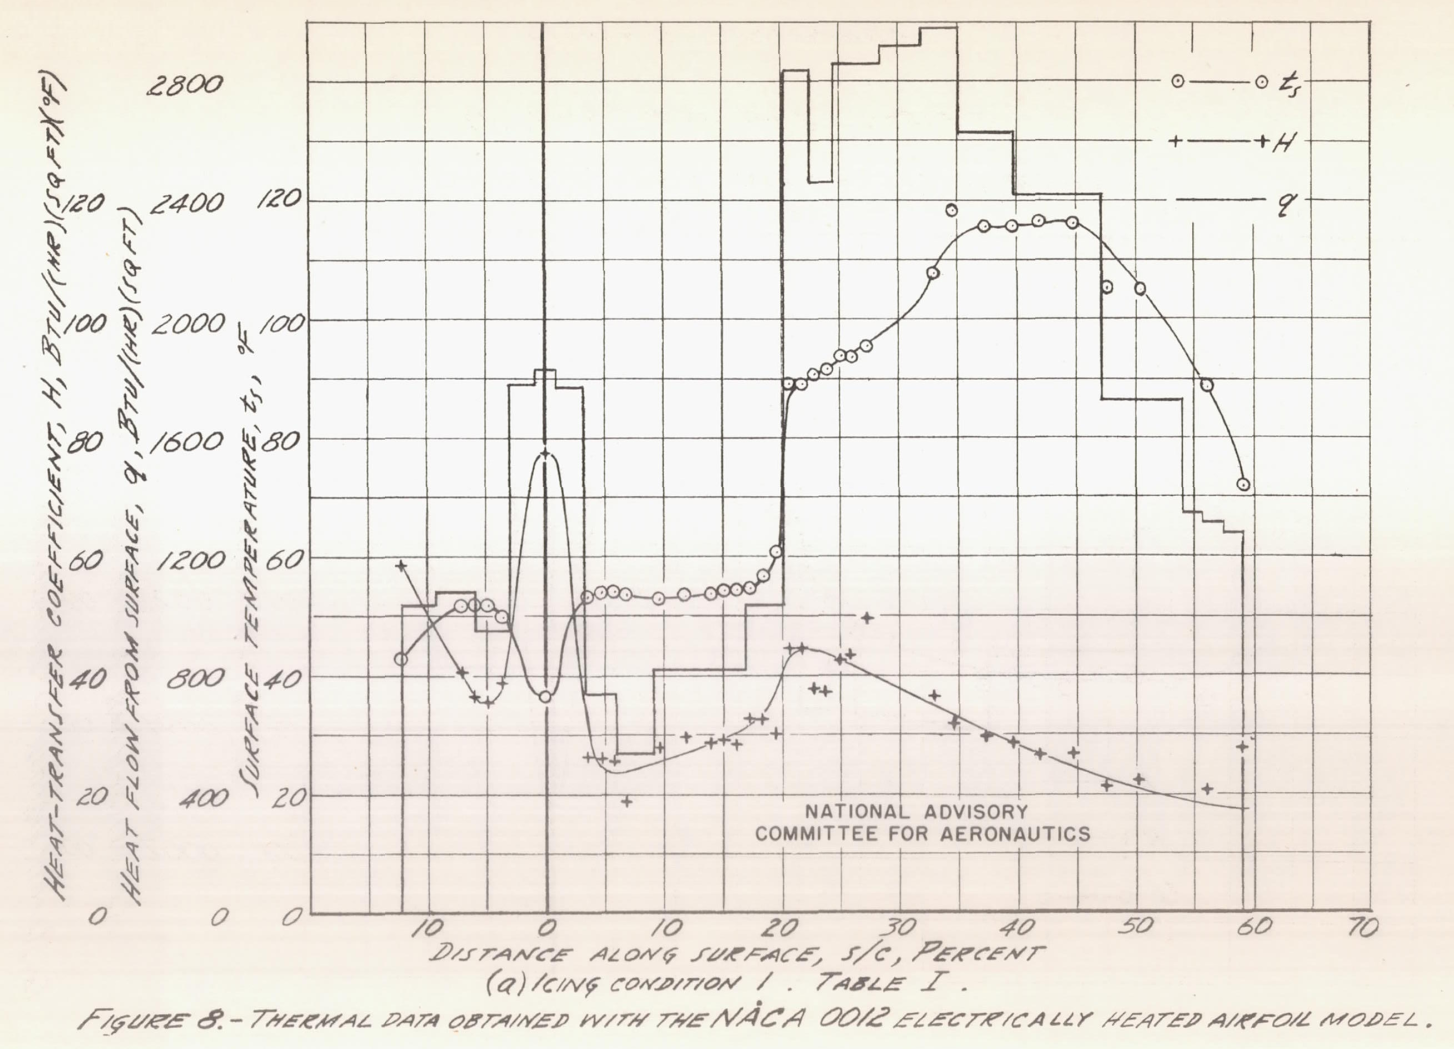 HEAT-TRANSFER COEFFICIENT, H, BTU/(HR)(SQ FT)(°F)
HEAT FLOW FROM SURFACE, q, BTU/(HR)(SQ FT)
SURFACE TEMPERATURE, ts, °F
2800
120 2400 120
100 2000 100
80 1600 80
60 1200 60
40 800 40
20 400 20
0 0 0
ts
H
q
NATIONAL ADVISORY
COMMITTEE FOR AERONAUTICS
10 0 10 20 30 40 50 60 70
DISTANCE ALONG SURFACE, s/c, PERCENT
(a) ICING CONDITION 1. TABLE I.
FIGURE 8.- THERMAL DATA OBTAINED WITH THE NACA 0012 ELECTRICALLY HEATED AIRFOIL MODEL.